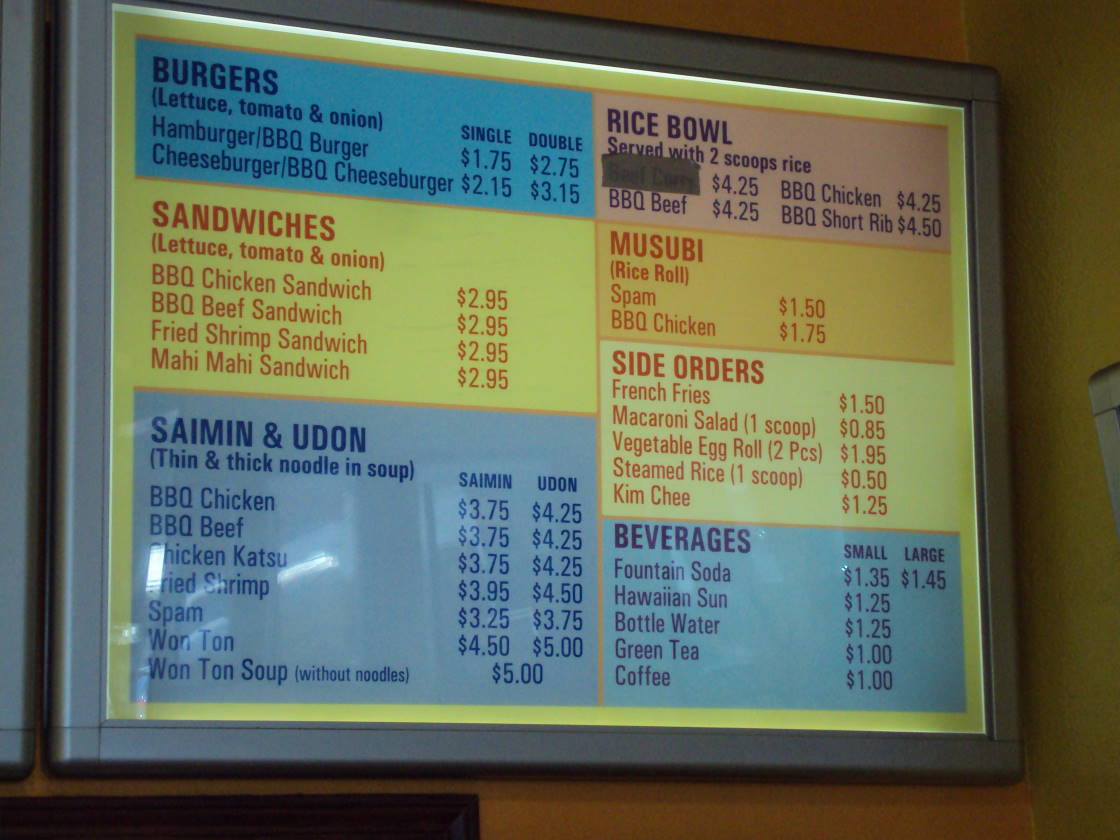 BURGERS
(Lettuce, tomato & onion)
SINGLE DOUBLE
Hamburger/BBQ Burger $1.75 $2.75
Cheeseburger/BBQ Cheeseburger $2.15 $3.15
SANDWICHES
(Lettuce, tomato & onion)
BBQ Chicken Sandwich $2.95
BBQ Beef Sandwich $2.95
Fried Shrimp Sandwich $2.95
Mahi Mahi Sandwich $2.95
SAIMIN & UDON
(Thin & thick noodle in soup)
SAIMIN UDON
BBQ Chicken $3.75 $4.25
BBQ Beef $3.75 $4.25
Chicken Katsu $3.75 $4.25
Fried Shrimp $3.95 $4.50
Spam $3.25 $3.75
Won Ton $4.50 $5.00
Won Ton Soup (without noodles) $5.00
RICE BOWL
Served with 2 scoops rice
Beef Curry $4.25 BBQ Chicken $4.25
BBQ Beef $4.25 BBQ Short Rib $4.50
MUSUBI
(Rice Roll)
Spam $1.50
BBQ Chicken $1.75
SIDE ORDERS
French Fries $1.50
Macaroni Salad (1 scoop) $0.85
Vegetable Egg Roll (2 Pcs) $1.95
Steamed Rice (1 scoop) $0.50
Kim Chee $1.25
BEVERAGES
SMALL LARGE
Fountain Soda $1.35 $1.45
Hawaiian Sun $1.25
Bottle Water $1.25
Green Tea $1.00
Coffee $1.00